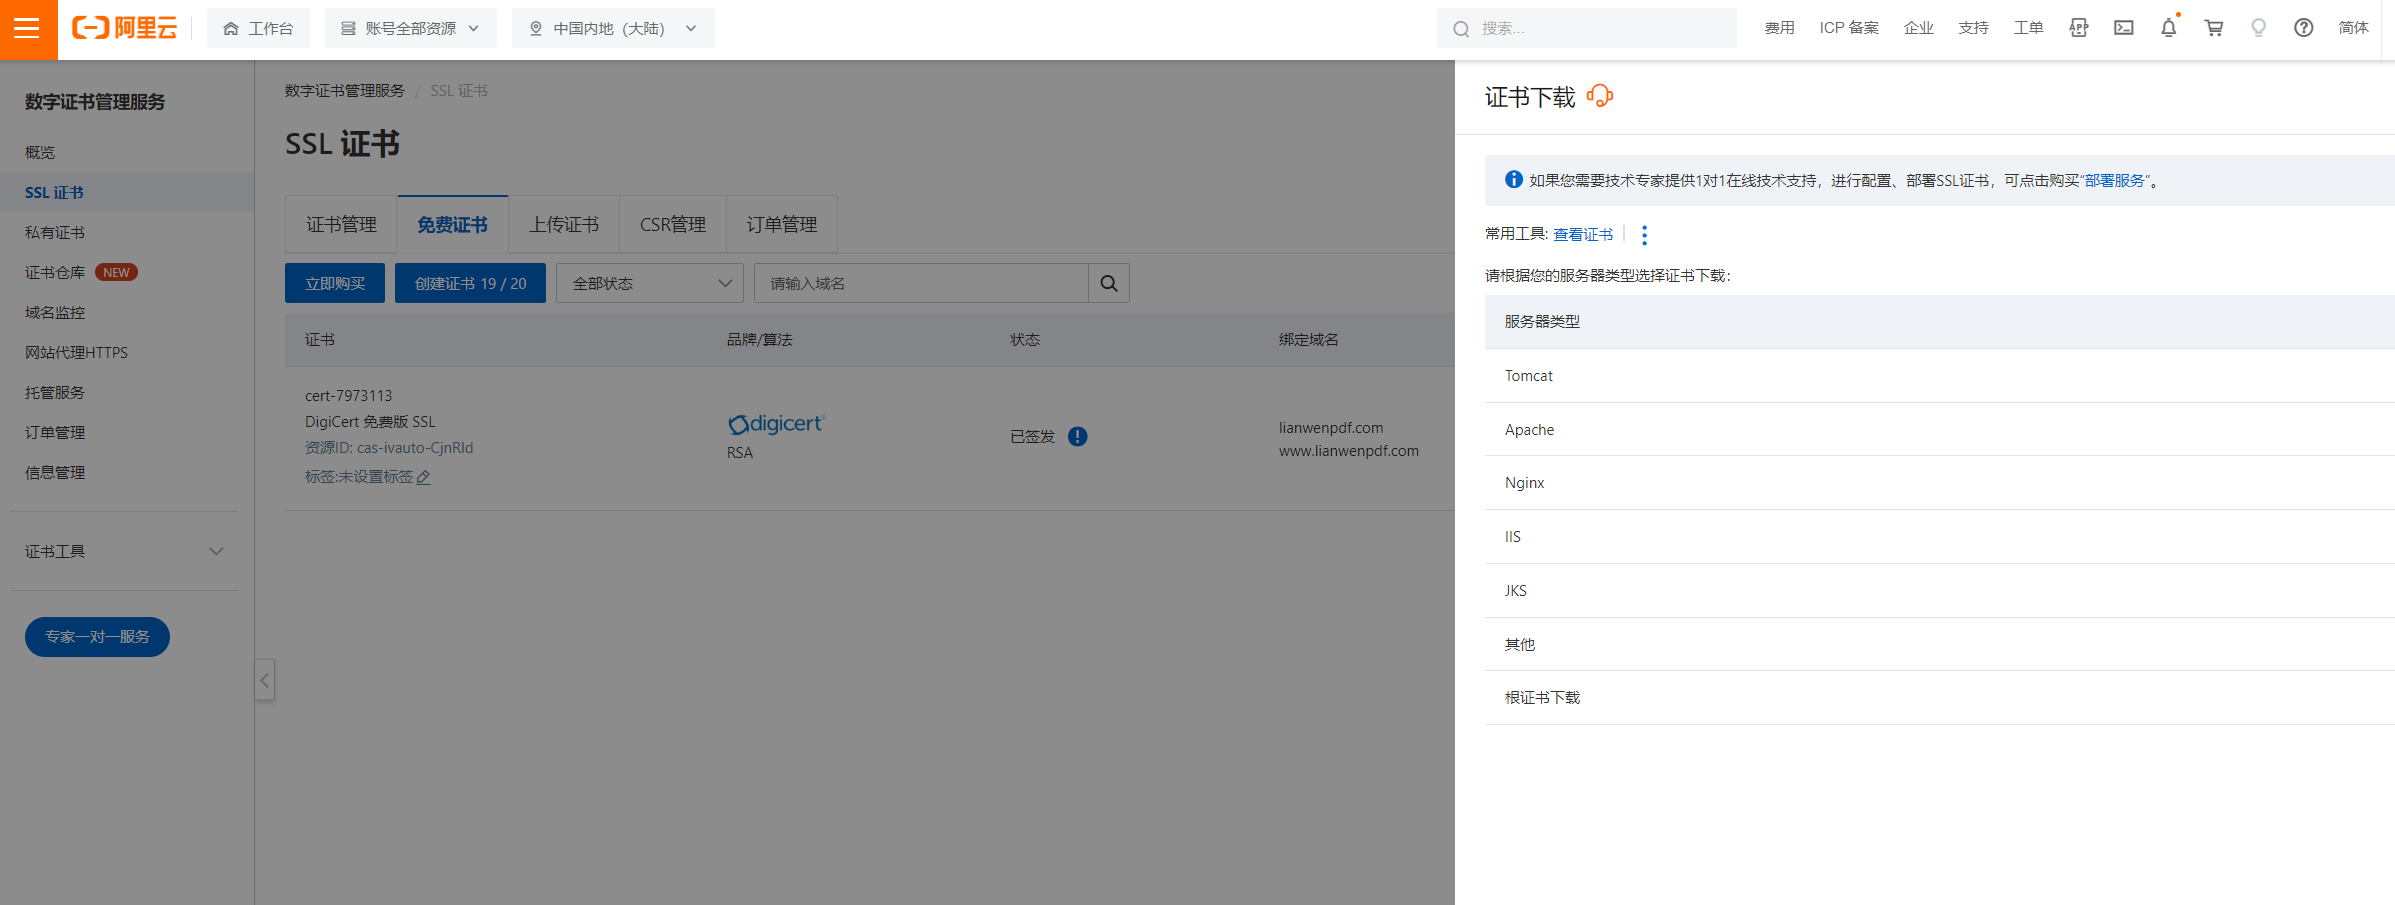 阿里云
工作台
账号全部资源
中国内地（大陆）
搜索...
费用
ICP 备案
企业
支持
工单
APP
简体
数字证书管理服务
概览
SSL 证书
私有证书
证书仓库 NEW
域名监控
网站代理HTTPS
托管服务
订单管理
信息管理
证书工具
专家一对一服务
数字证书管理服务 / SSL 证书
SSL 证书
证书管理
免费证书
上传证书
CSR管理
订单管理
立即购买
创建证书 19 / 20
全部状态
请输入域名
证书
品牌/算法
状态
绑定域名
cert-7973113
DigiCert 免费版 SSL
资源ID: cas-ivauto-CjnRld
标签:未设置标签
digicert®
RSA
已签发
lianwenpdf.com
www.lianwenpdf.com
证书下载
如果您需要技术专家提供1对1在线技术支持，进行配置、部署SSL证书，可点击购买“部署服务”。
常用工具: 查看证书
请根据您的服务器类型选择证书下载：
服务器类型
Tomcat
Apache
Nginx
IIS
JKS
其他
根证书下载